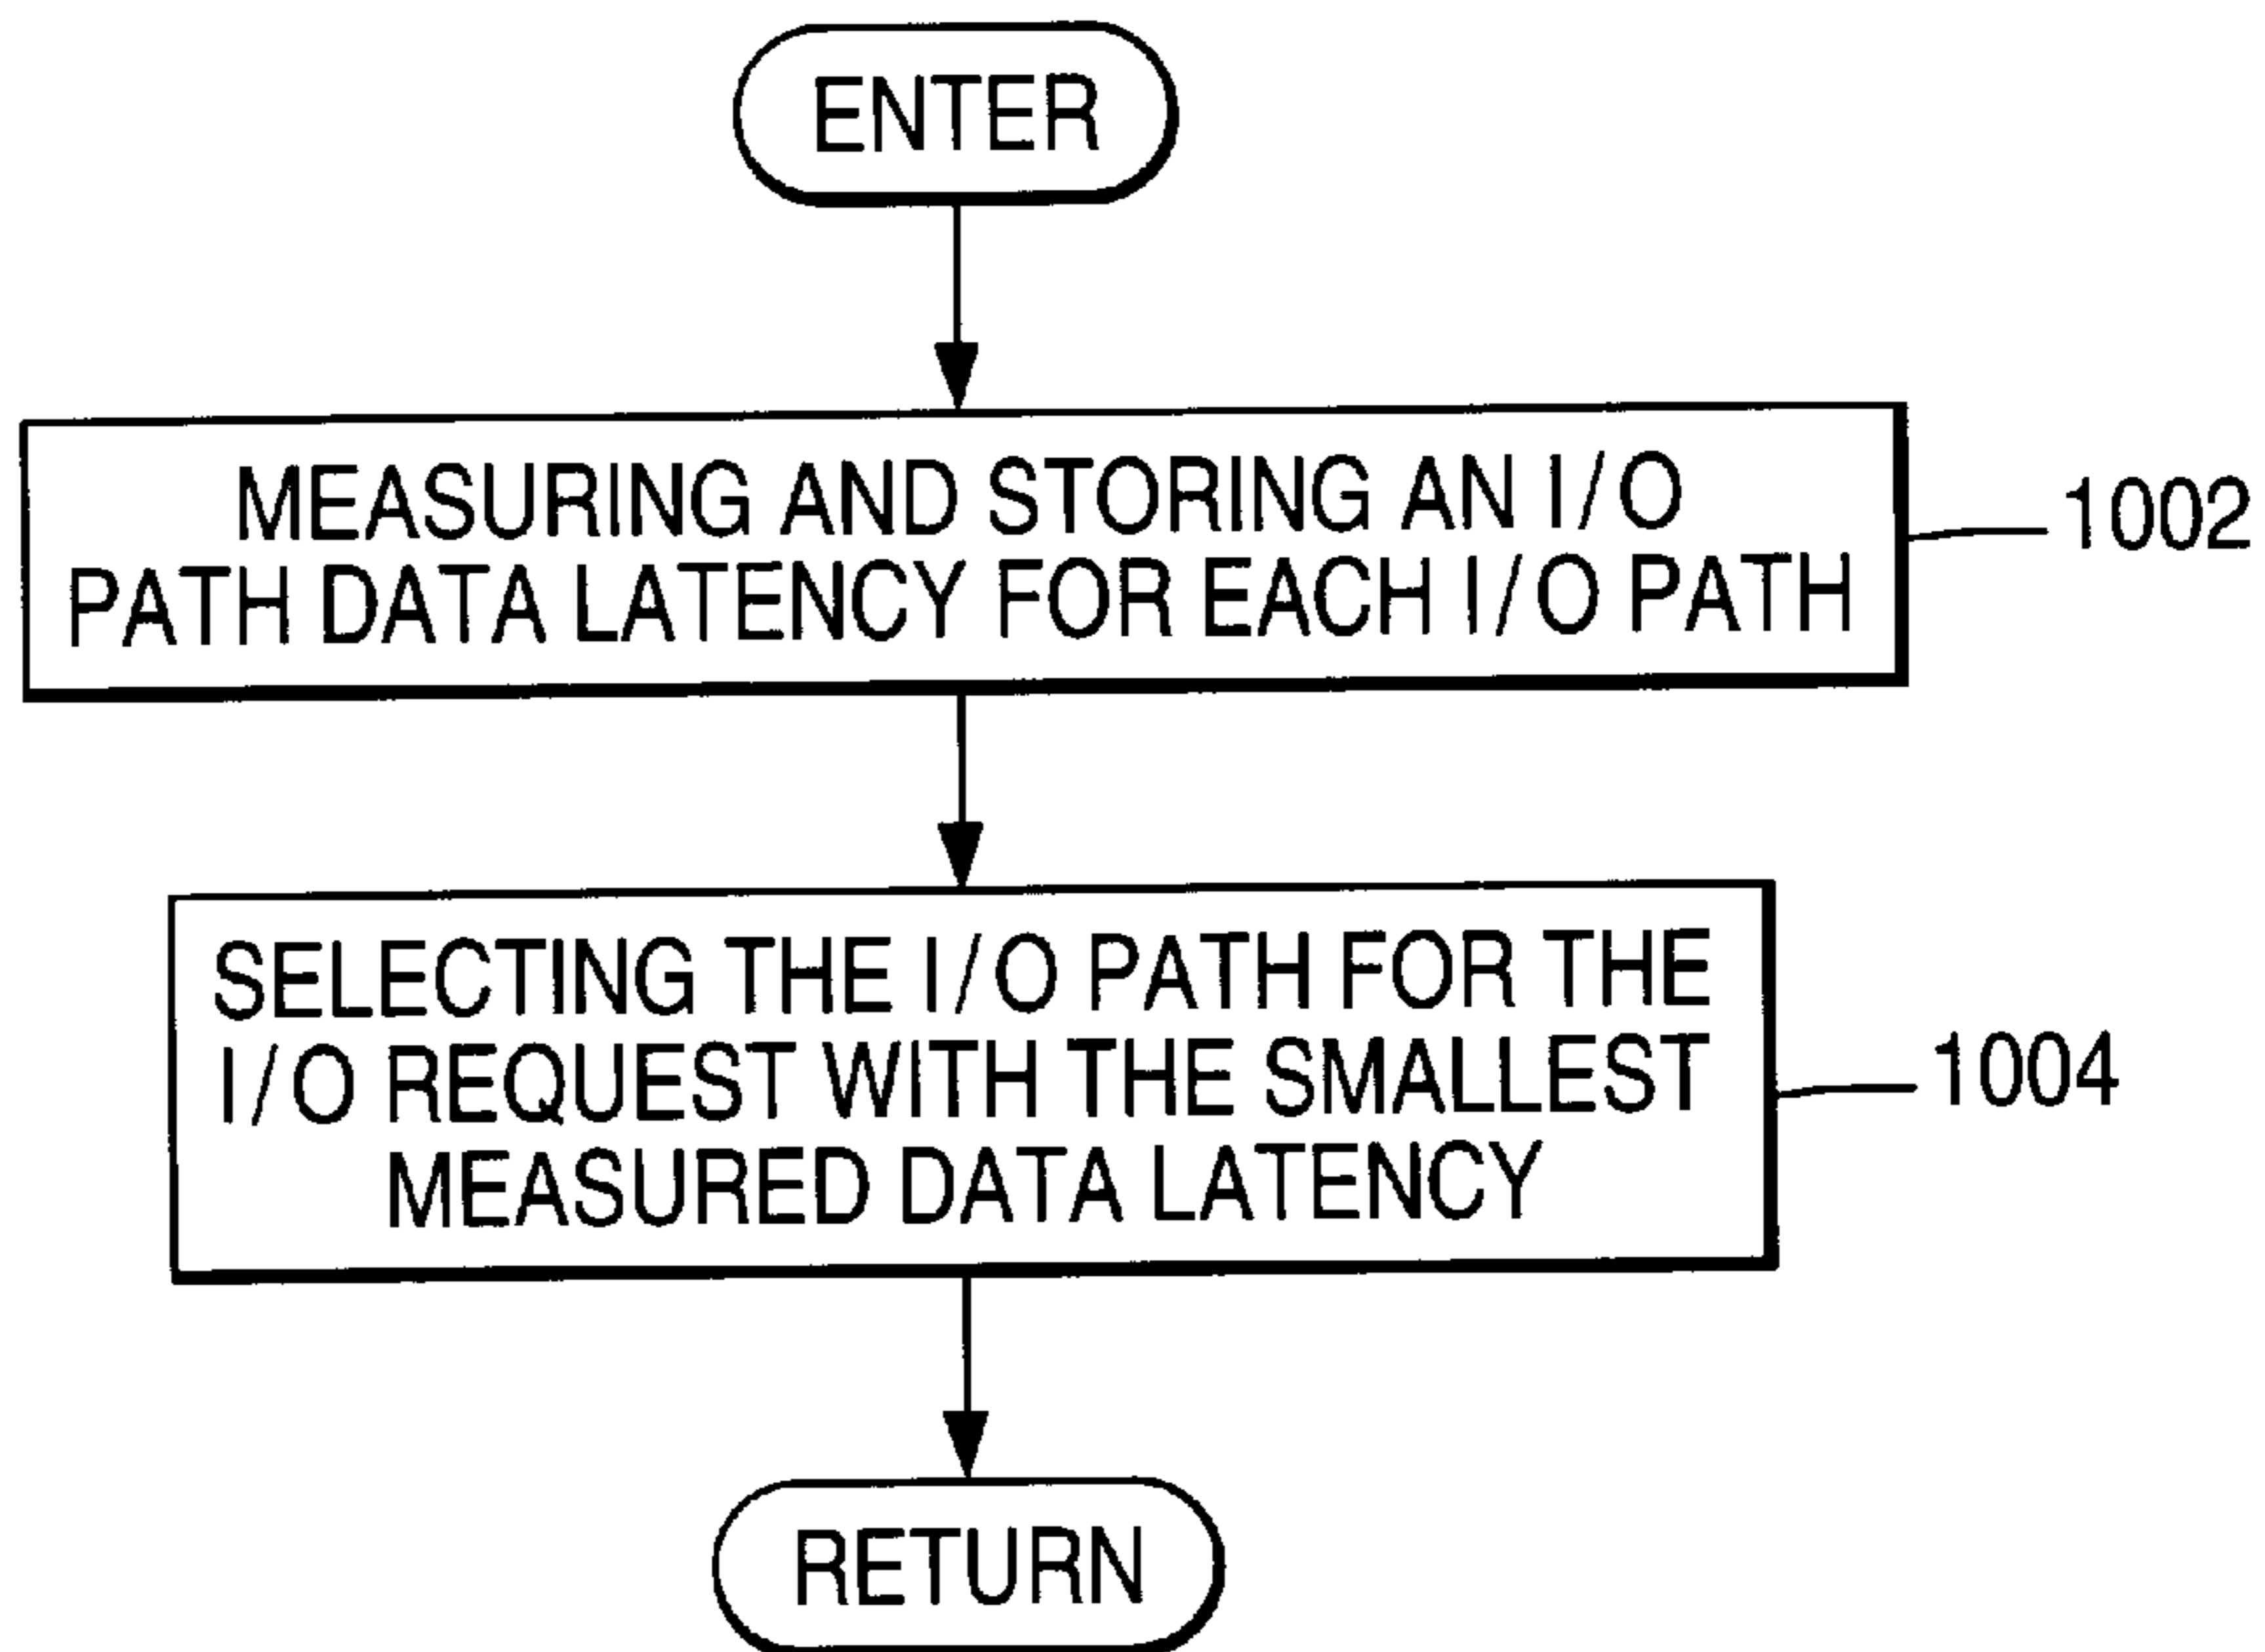 ENTER
MEASURING AND STORING AN I/O
PATH DATA LATENCY FOR EACH I/O PATH
1002
SELECTING THE I/O PATH FOR THE
I/O REQUEST WITH THE SMALLEST
MEASURED DATA LATENCY
1004
RETURN